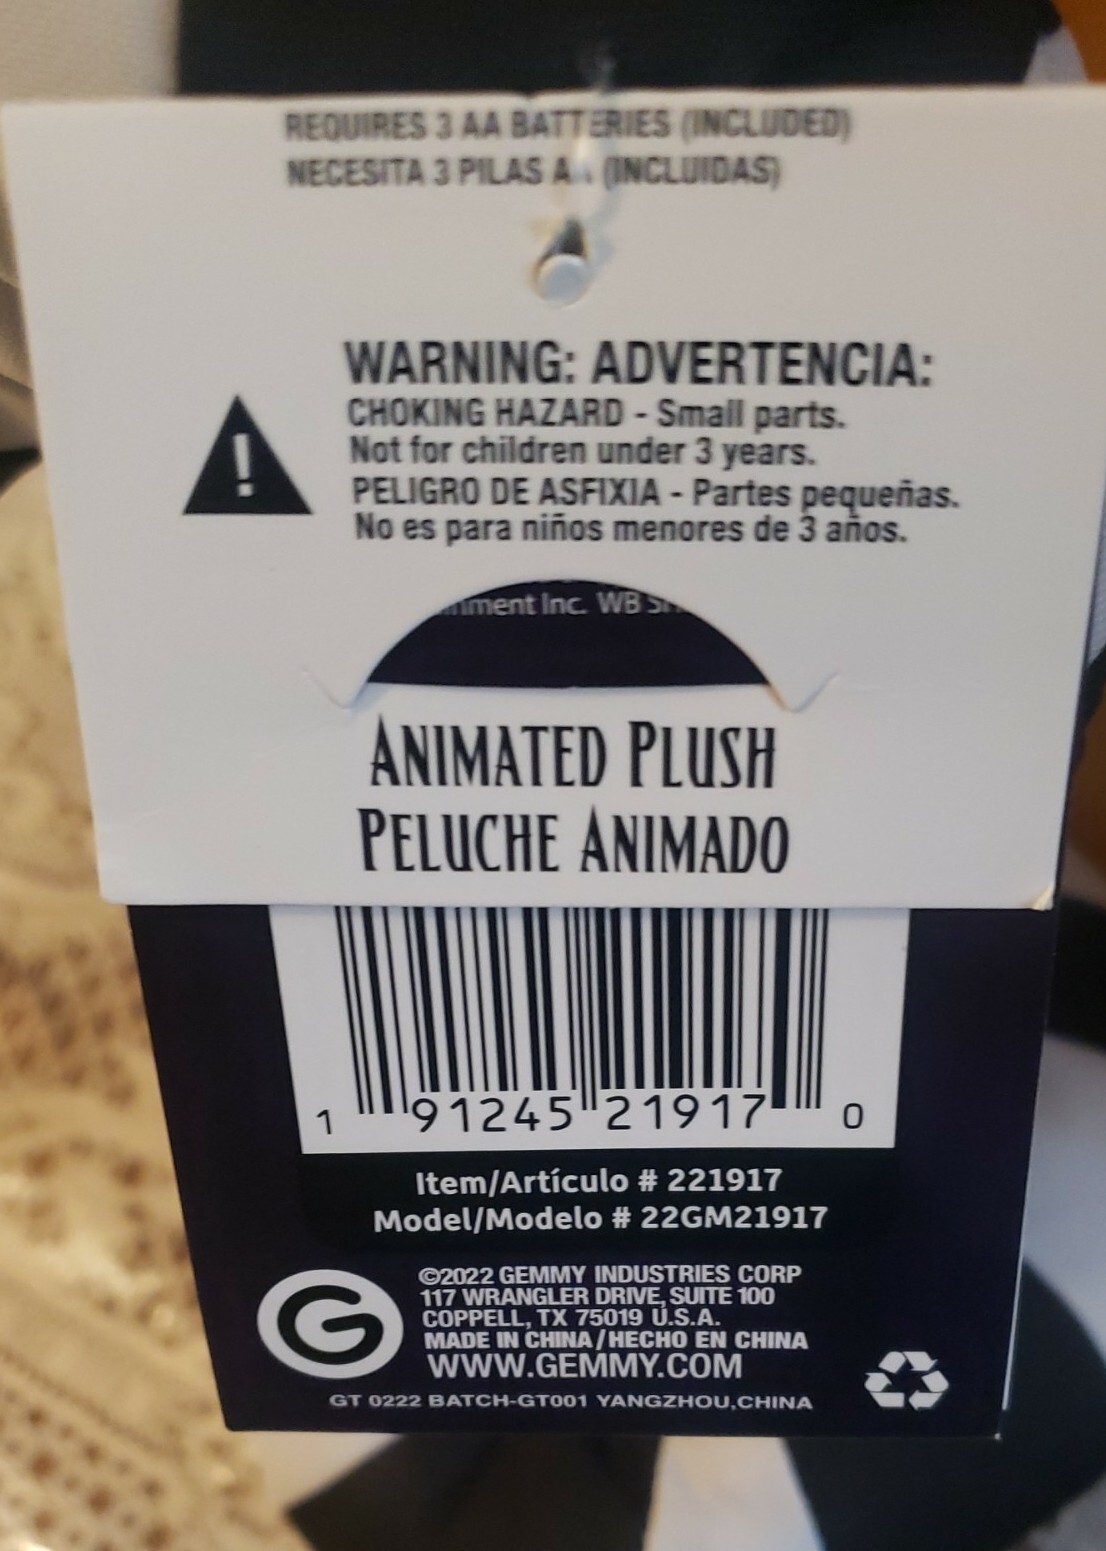 REQUIRES 3 AA BATTERIES (INCLUDED)
NECESITA 3 PILAS AA (INCLUIDAS)
WARNING: ADVERTENCIA:
CHOKING HAZARD - Small parts.
Not for children under 3 years.
PELIGRO DE ASFIXIA - Partes pequeñas.
No es para niños menores de 3 años.
!
Inc. WB
ANIMATED PLUSH
PELUCHE ANIMADO
1 91245 21917 0
Item/Artículo # 221917
Model/Modelo # 22GM21917
G
©2022 GEMMY INDUSTRIES CORP
117 WRANGLER DRIVE, SUITE 100
COPPELL, TX 75019 U.S.A.
MADE IN CHINA/HECHO EN CHINA
WWW.GEMMY.COM
GT 0222 BATCH-GT001 YANGZHOU,CHINA